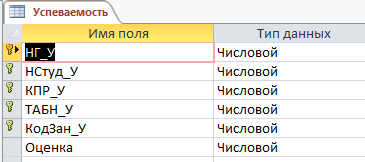 Успеваемость
Имя поля Тип данных
НГ_У Числовой
НСтуд_У Числовой
КПР_У Числовой
ТАБН_У Числовой
КодЗан_У Числовой
Оценка Числовой